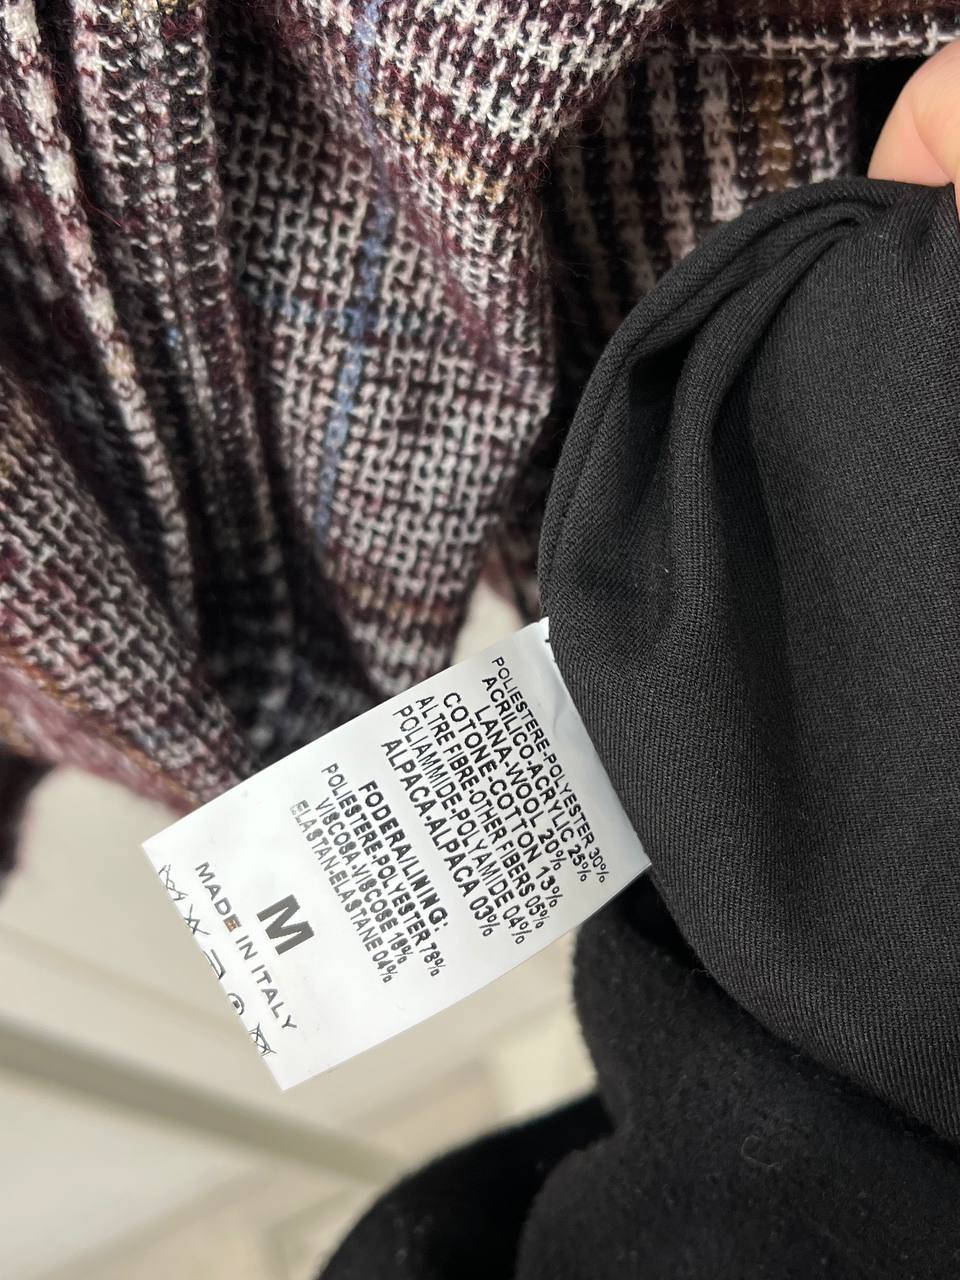 POLIESTERE-POLYESTER 30%
ACRILICO-ACRYLIC 25%
LANA-WOOL 20%
COTONE-COTTON 13%
ALTRE FIBRE-OTHER FIBERS 05%
POLIAMMIDE-POLYAMIDE 04%
ALPACA-ALPACA 03%
FODERA/LINING:
POLIESTERE-POLYESTER 78%
VISCOSA-VISCOSE 18%
ELASTAN-ELASTANE 04%
M
MADE IN ITALY